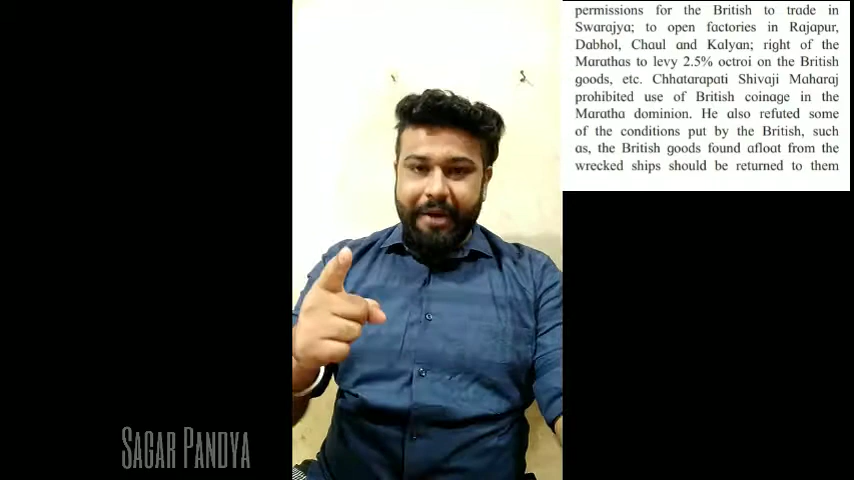 permissions for the British to trade in
Swarajya; to open factories in Rajapur,
Dabhol, Chaul and Kalyan; right of the
Marathas to levy 2.5% octroi on the British
goods, etc. Chhatarapati Shivaji Maharaj
prohibited use of British coinage in the
Maratha dominion. He also refuted some
of the conditions put by the British, such
as, the British goods found afloat from the
wrecked ships should be returned to them
SAGAR PANDYA